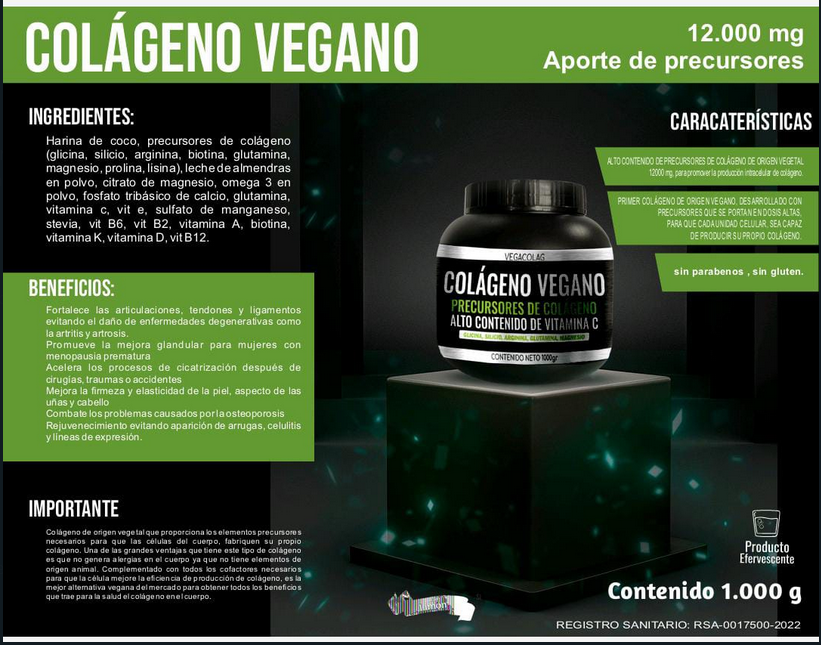 COLÁGENO VEGANO
12.000 mg
Aporte de precursores
INGREDIENTES:
Harina de coco, precursores de colágeno
(glicina, silicio, arginina, biotina, glutamina,
magnesio, prolina, lisina), leche de almendras
en polvo, citrato de magnesio, omega 3 en
polvo, fosfato tribásico de calcio, glutamina,
vitamina c, vit e, sulfato de manganeso,
stevia, vit B6, vit B2, vitamina A, biotina,
vitamina K, vitamina D, vit B12.
BENEFICIOS:
Fortalece las articulaciones, tendones y ligamentos
evitando el daño de enfermedades degenerativas como
la artritis y artrosis.
Promueve la mejora glandular para mujeres con
menopausia prematura
Acelera los procesos de cicatrización después de
cirugías, traumas o accidentes
Mejora la firmeza y elasticidad de la piel, aspecto de las
uñas y cabello
Combate los problemas causados por la osteoporosis
Rejuvenecimiento evitando aparición de arrugas, celulitis
y líneas de expresión.
IMPORTANTE
Colágeno de origen vegetal que proporciona los elementos precursores
necesarios para que las células del cuerpo, fabriquen su propio
colágeno. Una de las grandes ventajas que tiene este tipo de colágeno
es que no genera alergias en el cuerpo ya que no tiene elementos de
origen animal. Complementado con todos los cofactores necesarios
para que la célula mejore la eficiencia de producción de colágeno, es la
mejor alternativa vegana del mercado para obtener todos los beneficios
que trae para la salud el colágno en el cuerpo.
CARACATERÍSTICAS
ALTO CONTENIDO DE PRECURSORES DE COLÁGENO DE ORIGEN VEGETAL
12000 mg, para promover la producción intracelular de colágeno.
PRIMER COLÁGENO DE ORIGEN VEGANO, DESARROLLADO CON
PRECURSORES QUE SE PORTAN EN DOSIS ALTAS,
PARA QUE CADA UNIDAD CELULAR, SEA CAPAZ
DE PRODUCIR SU PROPIO COLÁGENO.
sin parabenos , sin gluten.
VEGACOLAG
COLÁGENO VEGANO
PRECURSORES DE COLAGENO
ALTO CONTENIDO DE VITAMINA C
GLICINA, SILICIO, ARGININA, GLUTAMINA, MAGNESIO
CONTENIDO NETO 1000gr
Producto
Efervescente
limón
Contenido 1.000 g
REGISTRO SANITARIO: RSA-0017500-2022